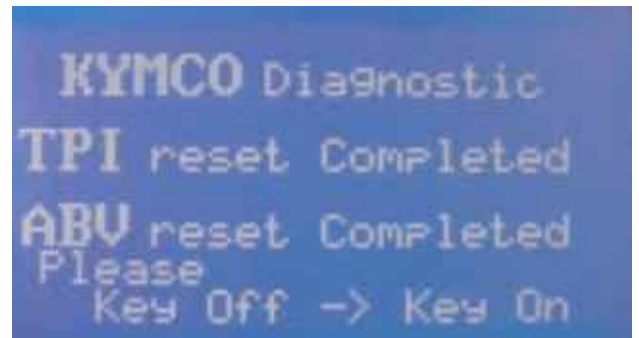 KYMCO Diagnostic
TPI reset Completed
ABV reset Completed
Please
Key Off -> Key On